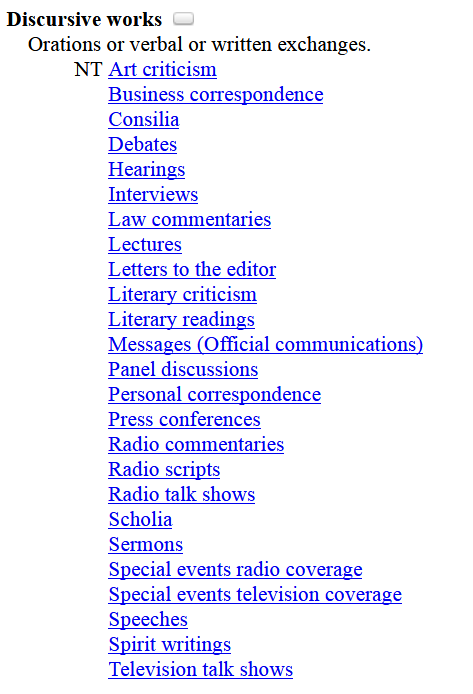 Discursive works
Orations or verbal or written exchanges.
NT Art criticism
Business correspondence
Consilia
Debates
Hearings
Interviews
Law commentaries
Lectures
Letters to the editor
Literary criticism
Literary readings
Messages (Official communications)
Panel discussions
Personal correspondence
Press conferences
Radio commentaries
Radio scripts
Radio talk shows
Scholia
Sermons
Special events radio coverage
Special events television coverage
Speeches
Spirit writings
Television talk shows